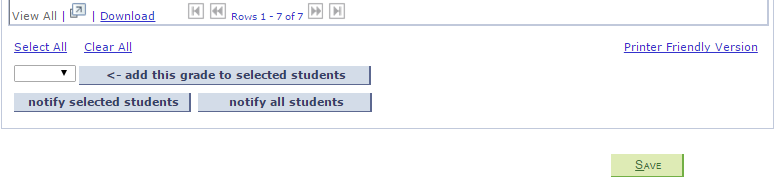 View All | | Download Rows 1 - 7 of 7
Select All Clear All Printer Friendly Version
<- add this grade to selected students
notify selected students notify all students
SAVE